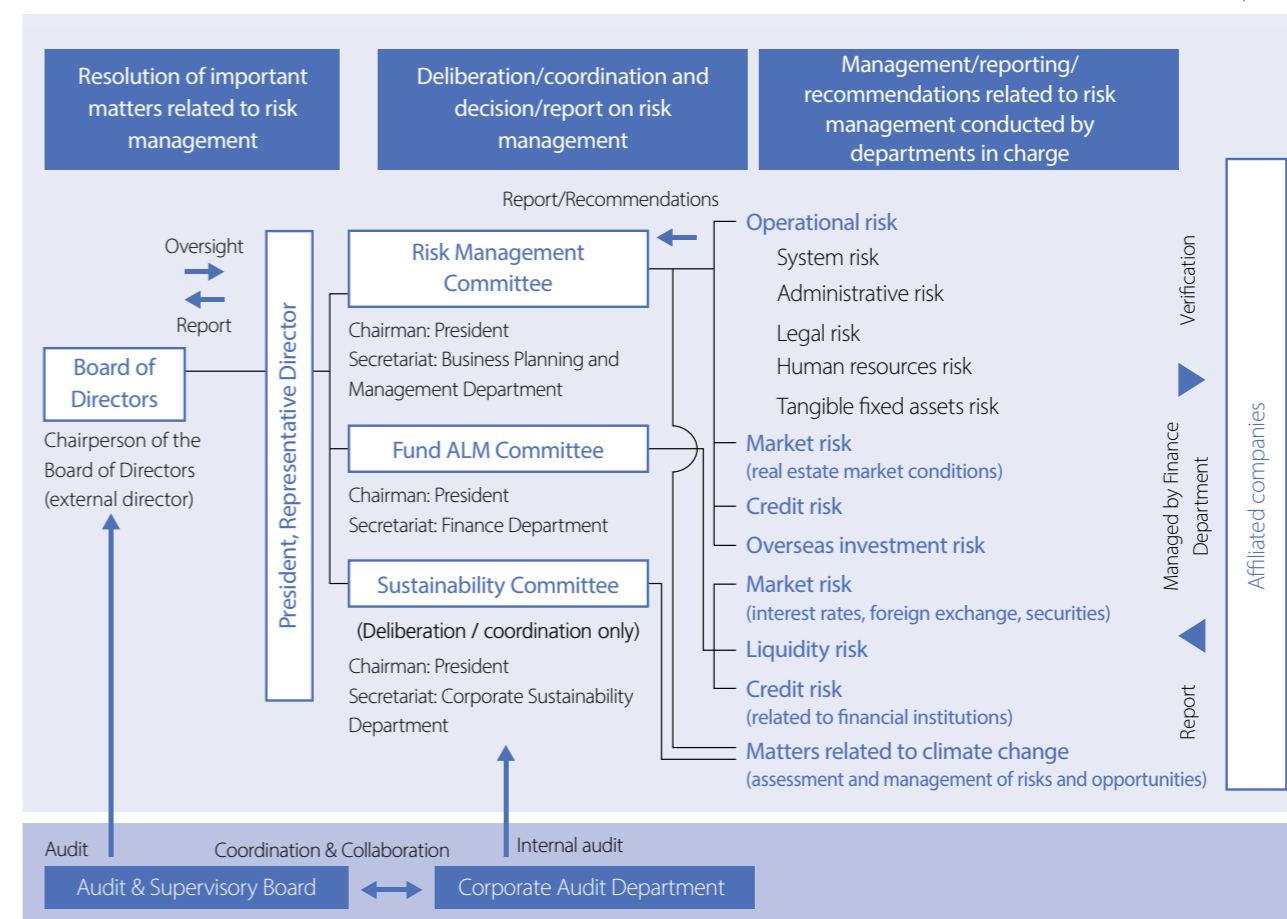 Resolution of important
matters related to risk
management
Deliberation/coordination and
decision/report on risk
management
Management/reporting/
recommendations related to risk
management conducted by
departments in charge
Oversight
Report
Board of
Directors
Chairperson of the
Board of Directors
(external director)
President, Representative Director
Report/Recommendations
Risk Management
Committee
Chairman: President
Secretariat: Business Planning and
Management Department
Fund ALM Committee
Chairman: President
Secretariat: Finance Department
Sustainability Committee
(Deliberation / coordination only)
Chairman: President
Secretariat: Corporate Sustainability
Department
Operational risk
System risk
Administrative risk
Legal risk
Human resources risk
Tangible fixed assets risk
Market risk
(real estate market conditions)
Credit risk
Overseas investment risk
Market risk
(interest rates, foreign exchange, securities)
Liquidity risk
Credit risk
(related to financial institutions)
Matters related to climate change
(assessment and management of risks and opportunities)
Verification
Managed by Finance
Department
Report
Affiliated companies
Audit
Coordination & Collaboration
Internal audit
Audit & Supervisory Board
Corporate Audit Department